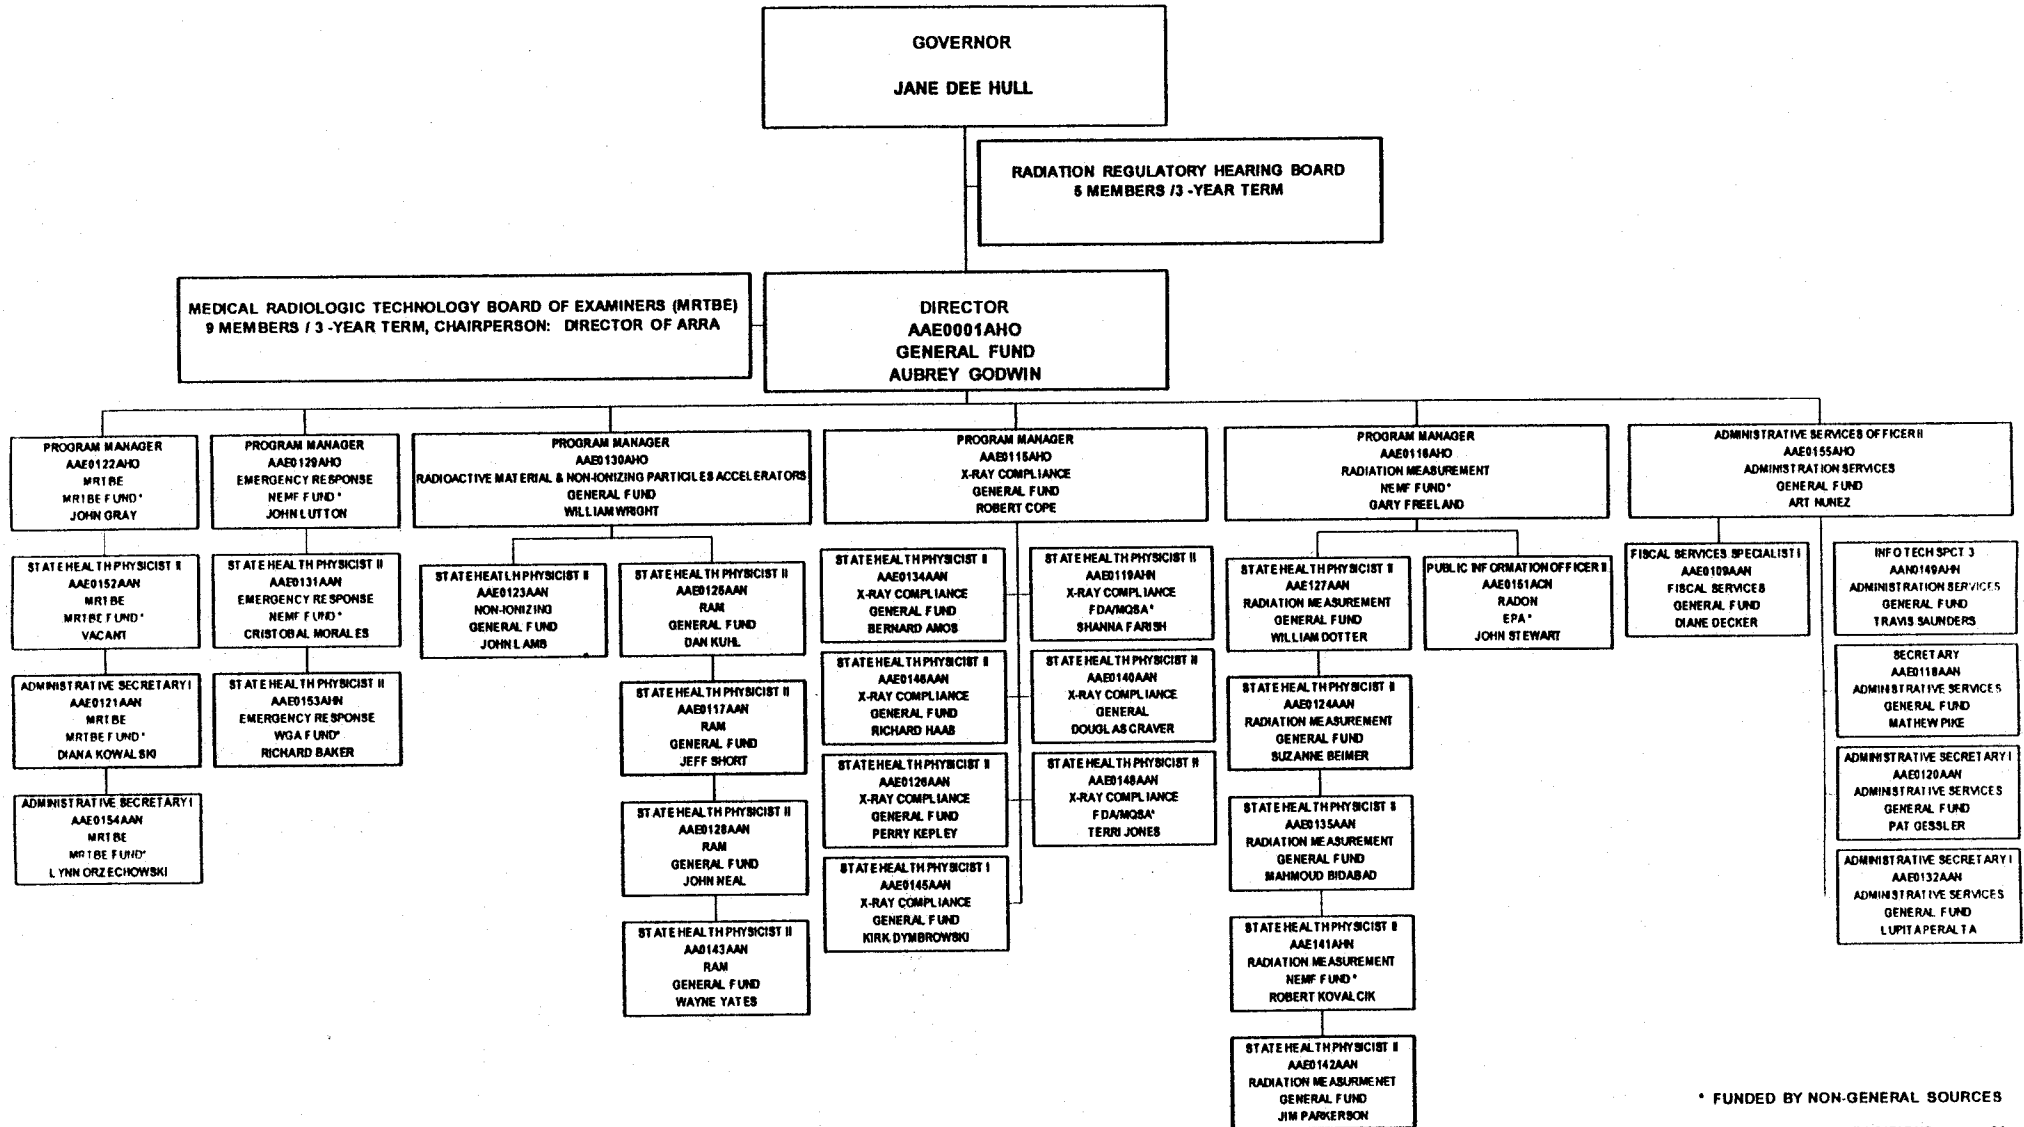 GOVERNOR
JANE DEE HULL
RADIATION REGULATORY HEARING BOARD
5 MEMBERS /3 -YEAR TERM
MEDICAL RADIOLOGIC TECHNOLOGY BOARD OF EXAMINERS (MRTBE)
9 MEMBERS / 3 -YEAR TERM, CHAIRPERSON: DIRECTOR OF ARRA
DIRECTOR
AAE0001AHO
GENERAL FUND
AUBREY GODWIN
PROGRAM MANAGER
AAE0122AHO
MRTBE
MRTBE FUND*
JOHN GRAY
STATE HEALTH PHYSICIST II
AAE0152AAN
MRTBE
MRTBE FUND*
VACANT
ADMINISTRATIVE SECRETARY I
AAE0121AAN
MRTBE
MRTBE FUND*
DIANA KOWALSKI
ADMINISTRATIVE SECRETARY I
AAE0154AAN
MRTBE
MRTBE FUND*
LYNN ORZECHOWSKI
PROGRAM MANAGER
AAE0129AHO
EMERGENCY RESPONSE
NEMF FUND*
JOHN LUTTON
STATE HEALTH PHYSICIST II
AAE0131AAN
EMERGENCY RESPONSE
NEMF FUND*
CRISTOBAL MORALES
STATE HEALTH PHYSICIST II
AAE0153AHN
EMERGENCY RESPONSE
WGA FUND*
RICHARD BAKER
PROGRAM MANAGER
AAE0130AHO
RADIOACTIVE MATERIAL & NON-IONIZING PARTICILES ACCELERATORS
GENERAL FUND
WILLIAM WRIGHT
STATE HEATLH PHYSICIST II
AAE0123AAN
NON-IONIZING
GENERAL FUND
JOHN LAMB
STATE HEALTH PHYSICIST II
AAE0125AAN
RAM
GENERAL FUND
DAN KUHL
STATE HEALTH PHYSICIST II
AAE0117AAN
RAM
GENERAL FUND
JEFF SHORT
STATE HEALTH PHYSICIST II
AAE0128AAN
RAM
GENERAL FUND
JOHN NEAL
STATE HEALTH PHYSICIST II
AA0143AAN
RAM
GENERAL FUND
WAYNE YATES
PROGRAM MANAGER
AAE0115AHO
X-RAY COMPLIANCE
GENERAL FUND
ROBERT COPE
STATE HEALTH PHYSICIST II
AAE0134AAN
X-RAY COMPLIANCE
GENERAL FUND
BERNARD AMOS
STATE HEALTH PHYSICIST II
AAE0146AAN
X-RAY COMPLIANCE
GENERAL FUND
RICHARD HAAB
STATE HEALTH PHYSICIST II
AAE0126AAN
X-RAY COMPLIANCE
GENERAL FUND
PERRY KEPLEY
STATE HEALTH PHYSICIST I
AAE0145AAN
X-RAY COMPLIANCE
GENERAL FUND
KIRK DYMBROWSKI
STATE HEALTH PHYSICIST II
AAE0119AHN
X-RAY COMPLIANCE
FDA/MQSA*
SHANNA FARISH
STATE HEALTH PHYSICIST II
AAE0140AAN
X-RAY COMPLIANCE
GENERAL
DOUGLAS CRAVER
STATE HEALTH PHYSICIST II
AAE0148AAN
X-RAY COMPLIANCE
FDA/MQSA*
TERRI JONES
PROGRAM MANAGER
AAE0116AHO
RADIATION MEASUREMENT
NEMF FUND*
GARY FREELAND
STATE HEALTH PHYSICIST II
AAE127AAN
RADIATION MEASUREMENT
GENERAL FUND
WILLIAM DOTTER
STATE HEALTH PHYSICIST II
AAE0124AAN
RADIATION MEASUREMENT
GENERAL FUND
SUZANNE BEIMER
STATE HEALTH PHYSICIST II
AAE0135AAN
RADIATION MEASUREMENT
GENERAL FUND
MAHMOUD BIDABAD
STATE HEALTH PHYSICIST II
AAE141AHN
RADIATION MEASUREMENT
NEMF FUND*
ROBERT KOVALCIK
STATE HEALTH PHYSICIST II
AAE0142AAN
RADIATION MEASURMENET
GENERAL FUND
JIM PARKERSON
PUBLIC INFORMATION OFFICER II
AAE0151ACN
RADON
EPA*
JOHN STEWART
ADMINISTRATIVE SERVICES OFFICER II
AAE0155AHO
ADMINISTRATION SERVICES
GENERAL FUND
ART NUNEZ
FISCAL SERVICES SPECIALIST I
AAE0109AAN
FISCAL SERVICES
GENERAL FUND
DIANE DECKER
INFO TECH SPCT 3
AAN0149AHN
ADMINISTRATION SERVICES
GENERAL FUND
TRAVIS SAUNDERS
SECRETARY
AAE0118AAN
ADMINISTRATIVE SERVICES
GENERAL FUND
MATHEW PIKE
ADMINISTRATIVE SECRETARY I
AAE0120AAN
ADMINISTRATIVE SERVICES
GENERAL FUND
PAT GESSLER
ADMINISTRATIVE SECRETARY I
AAE0132AAN
ADMINISTRATIVE SERVICES
GENERAL FUND
LUPITA PERALTA
* FUNDED BY NON-GENERAL SOURCES